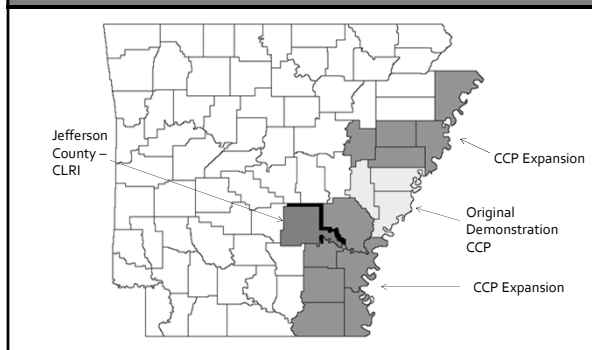 Jefferson
County –
CLRI
CCP Expansion
Original
Demonstration
CCP
CCP Expansion